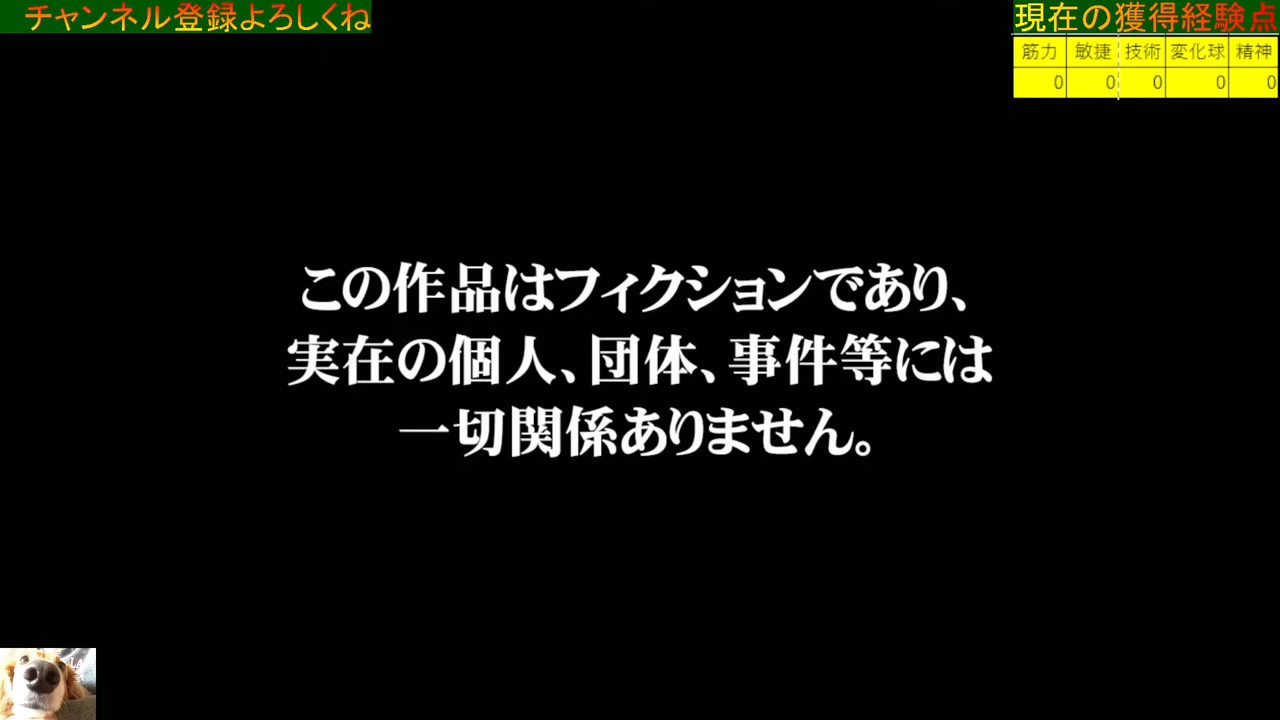 チャンネル登録よろしくね
現在の獲得経験点
筋力 敏捷 技術 変化球 精神
0 0 0 0 0
この作品はフィクションであり、
実在の個人、団体、事件等には
一切関係ありません。